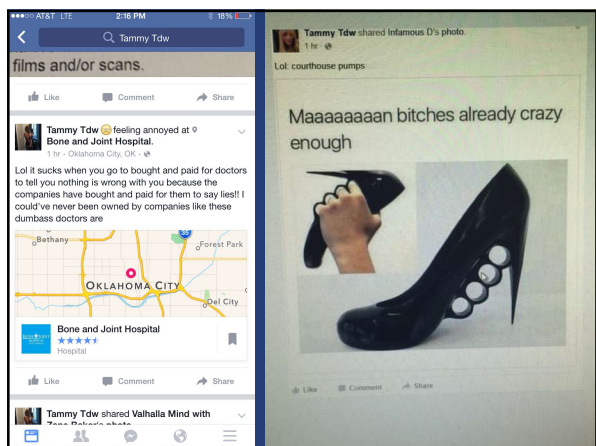 AT&T LTE 2:16 PM 18%
Tammy Tdw
films and/or scans.
Like Comment Share
Tammy Tdw feeling annoyed at
Bone and Joint Hospital.
1 hr · Oklahoma City, OK ·
Lol it sucks when you go to bought and paid for doctors
to tell you nothing is wrong with you because the
companies have bought and paid for them to say lies!! I
could've never been owned by companies like these
dumbass doctors are
Bethany
35
Forest Park
OKLAHOMA CITY
Del City
Bone and Joint Hospital
Hospital
Like Comment Share
Tammy Tdw shared Valhalla Mind with
Tammy Tdw shared Infamous D's photo.
1 hr ·
Lol: courthouse pumps
Maaaaaaaan bitches already crazy
enough
Like Comment Share